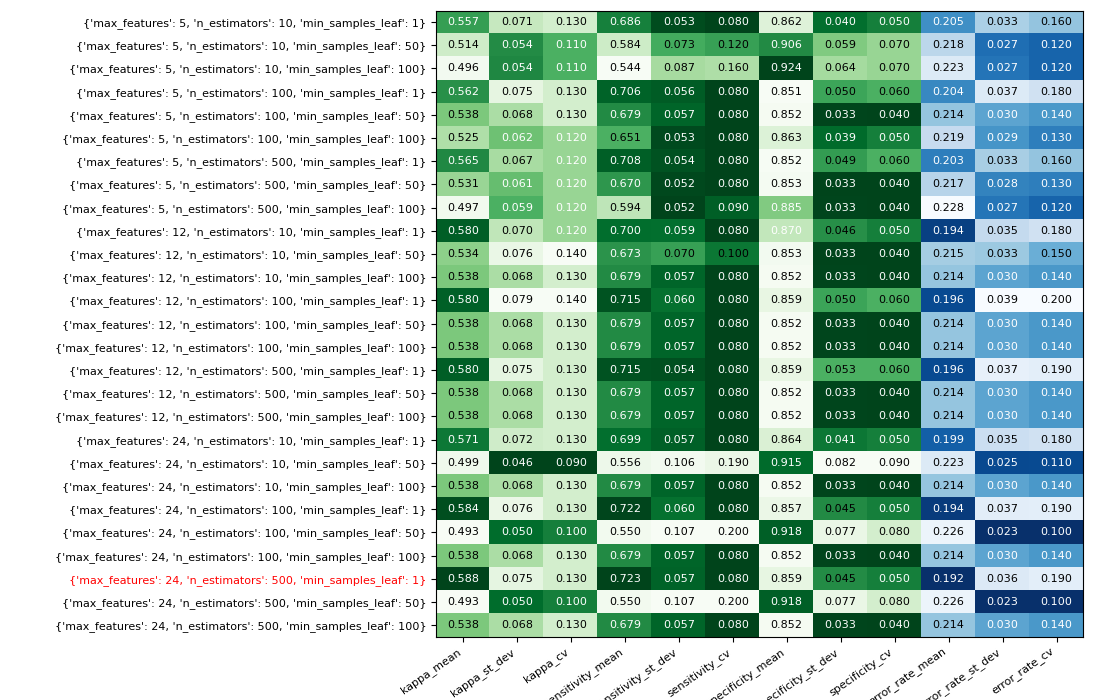 {'max_features': 5, 'n_estimators': 10, 'min_samples_leaf': 1} 0.557 0.071 0.130 0.686 0.053 0.080 0.862 0.040 0.050 0.205 0.033 0.160
{'max_features': 5, 'n_estimators': 10, 'min_samples_leaf': 50} 0.514 0.054 0.110 0.584 0.073 0.120 0.906 0.059 0.070 0.218 0.027 0.120
{'max_features': 5, 'n_estimators': 10, 'min_samples_leaf': 100} 0.496 0.054 0.110 0.544 0.087 0.160 0.924 0.064 0.070 0.223 0.027 0.120
{'max_features': 5, 'n_estimators': 100, 'min_samples_leaf': 1} 0.562 0.075 0.130 0.706 0.056 0.080 0.851 0.050 0.060 0.204 0.037 0.180
{'max_features': 5, 'n_estimators': 100, 'min_samples_leaf': 50} 0.538 0.068 0.130 0.679 0.057 0.080 0.852 0.033 0.040 0.214 0.030 0.140
{'max_features': 5, 'n_estimators': 100, 'min_samples_leaf': 100} 0.525 0.062 0.120 0.651 0.053 0.080 0.863 0.039 0.050 0.219 0.029 0.130
{'max_features': 5, 'n_estimators': 500, 'min_samples_leaf': 1} 0.565 0.067 0.120 0.708 0.054 0.080 0.852 0.049 0.060 0.203 0.033 0.160
{'max_features': 5, 'n_estimators': 500, 'min_samples_leaf': 50} 0.531 0.061 0.120 0.670 0.052 0.080 0.853 0.033 0.040 0.217 0.028 0.130
{'max_features': 5, 'n_estimators': 500, 'min_samples_leaf': 100} 0.497 0.059 0.120 0.594 0.052 0.090 0.885 0.033 0.040 0.228 0.027 0.120
{'max_features': 12, 'n_estimators': 10, 'min_samples_leaf': 1} 0.580 0.070 0.120 0.700 0.059 0.080 0.870 0.046 0.050 0.194 0.035 0.180
{'max_features': 12, 'n_estimators': 10, 'min_samples_leaf': 50} 0.534 0.076 0.140 0.673 0.070 0.100 0.853 0.033 0.040 0.215 0.033 0.150
{'max_features': 12, 'n_estimators': 10, 'min_samples_leaf': 100} 0.538 0.068 0.130 0.679 0.057 0.080 0.852 0.033 0.040 0.214 0.030 0.140
{'max_features': 12, 'n_estimators': 100, 'min_samples_leaf': 1} 0.580 0.079 0.140 0.715 0.060 0.080 0.859 0.050 0.060 0.196 0.039 0.200
{'max_features': 12, 'n_estimators': 100, 'min_samples_leaf': 50} 0.538 0.068 0.130 0.679 0.057 0.080 0.852 0.033 0.040 0.214 0.030 0.140
{'max_features': 12, 'n_estimators': 100, 'min_samples_leaf': 100} 0.538 0.068 0.130 0.679 0.057 0.080 0.852 0.033 0.040 0.214 0.030 0.140
{'max_features': 12, 'n_estimators': 500, 'min_samples_leaf': 1} 0.580 0.075 0.130 0.715 0.054 0.080 0.859 0.053 0.060 0.196 0.037 0.190
{'max_features': 12, 'n_estimators': 500, 'min_samples_leaf': 50} 0.538 0.068 0.130 0.679 0.057 0.080 0.852 0.033 0.040 0.214 0.030 0.140
{'max_features': 12, 'n_estimators': 500, 'min_samples_leaf': 100} 0.538 0.068 0.130 0.679 0.057 0.080 0.852 0.033 0.040 0.214 0.030 0.140
{'max_features': 24, 'n_estimators': 10, 'min_samples_leaf': 1} 0.571 0.072 0.130 0.699 0.057 0.080 0.864 0.041 0.050 0.199 0.035 0.180
{'max_features': 24, 'n_estimators': 10, 'min_samples_leaf': 50} 0.499 0.046 0.090 0.556 0.106 0.190 0.915 0.082 0.090 0.223 0.025 0.110
{'max_features': 24, 'n_estimators': 10, 'min_samples_leaf': 100} 0.538 0.068 0.130 0.679 0.057 0.080 0.852 0.033 0.040 0.214 0.030 0.140
{'max_features': 24, 'n_estimators': 100, 'min_samples_leaf': 1} 0.584 0.076 0.130 0.722 0.060 0.080 0.857 0.045 0.050 0.194 0.037 0.190
{'max_features': 24, 'n_estimators': 100, 'min_samples_leaf': 50} 0.493 0.050 0.100 0.550 0.107 0.200 0.918 0.077 0.080 0.226 0.023 0.100
{'max_features': 24, 'n_estimators': 100, 'min_samples_leaf': 100} 0.538 0.068 0.130 0.679 0.057 0.080 0.852 0.033 0.040 0.214 0.030 0.140
{'max_features': 24, 'n_estimators': 500, 'min_samples_leaf': 1} 0.588 0.075 0.130 0.723 0.057 0.080 0.859 0.045 0.050 0.192 0.036 0.190
{'max_features': 24, 'n_estimators': 500, 'min_samples_leaf': 50} 0.493 0.050 0.100 0.550 0.107 0.200 0.918 0.077 0.080 0.226 0.023 0.100
{'max_features': 24, 'n_estimators': 500, 'min_samples_leaf': 100} 0.538 0.068 0.130 0.679 0.057 0.080 0.852 0.033 0.040 0.214 0.030 0.140
kappa_mean kappa_st_dev kappa_cv ensitivity_mean nsitivity_st_dev sensitivity_cv specificity_mean ecificity_st_dev specificity_cv error_rate_mean ror_rate_st_dev error_rate_cv